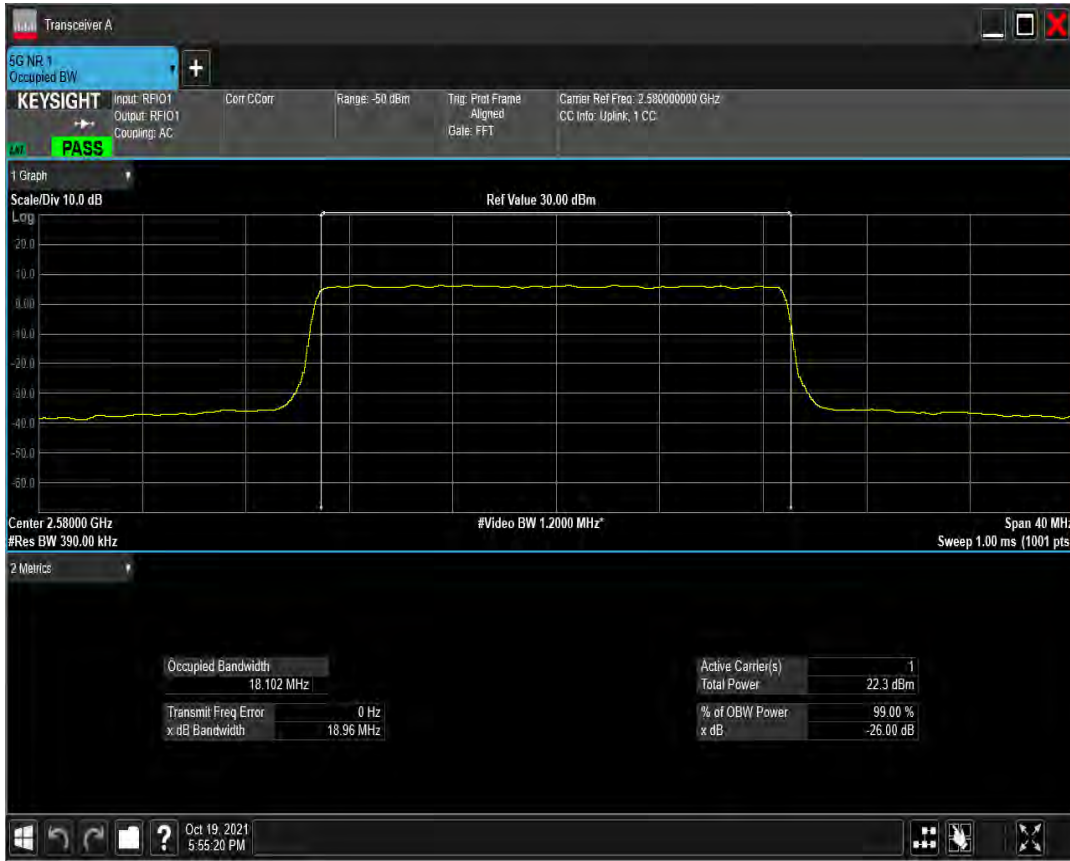 Transceiver A
5G NR 1
Occupied BW
+
KEYSIGHT
PASS
Input: RFIO1
Output: RFIO1
Coupling: AC
Corr CCorr
Range: -50 dBm
Trig: Prot Frame
Aligned
Gate: FFT
Carrier Ref Freq: 2.580000000 GHz
CC Info: Uplink, 1 CC
1 Graph
Scale/Div 10.0 dB
Ref Value 30.00 dBm
Log
20.0
10.0
0.00
-10.0
-20.0
-30.0
-40.0
-50.0
-60.0
Center 2.58000 GHz
#Video BW 1.2000 MHz*
Span 40 MHz
#Res BW 390.00 kHz
Sweep 1.00 ms (1001 pts
2 Metrics
Occupied Bandwidth
18.102 MHz
Transmit Freq Error 0 Hz
x dB Bandwidth 18.96 MHz
Active Carrier(s) 1
Total Power 22.3 dBm
% of OBW Power 99.00 %
x dB -26.00 dB
?
Oct 19, 2021
5:55:20 PM